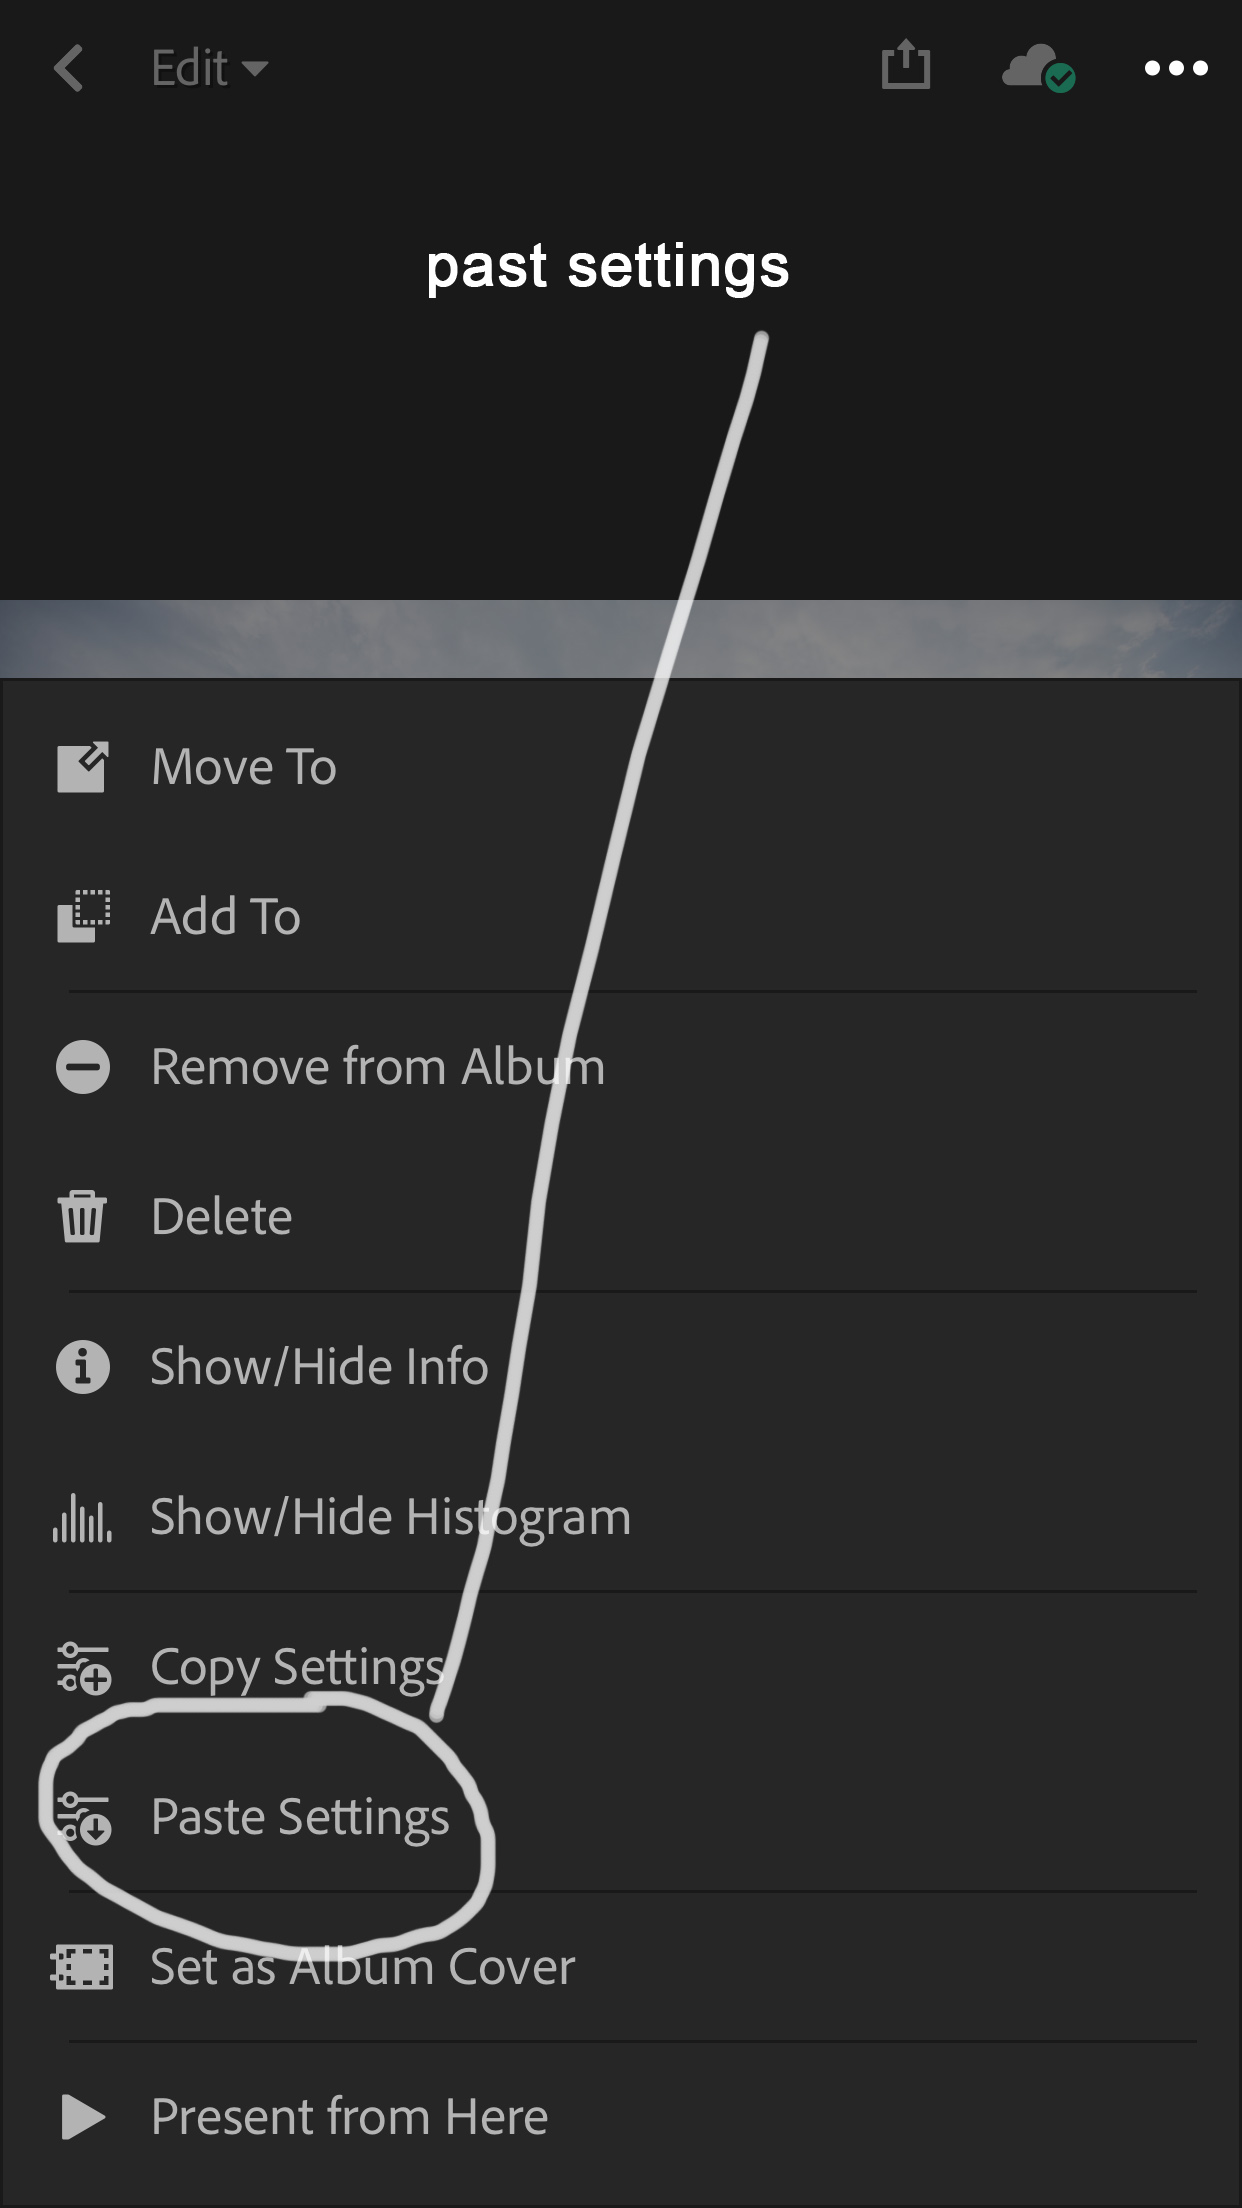 Edit
past settings
Move To
Add To
Remove from Album
Delete
Show/Hide Info
Show/Hide Histogram
Copy Settings
Paste Settings
Set as Album Cover
Present from Here